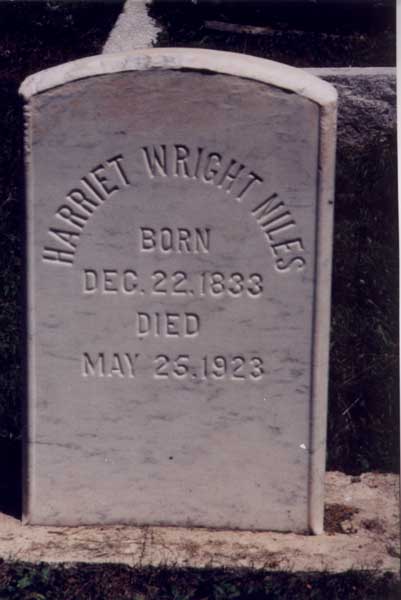 HARRIET WRIGHT NILES
BORN
DEC. 22. 1833
DIED
MAY 25. 1923